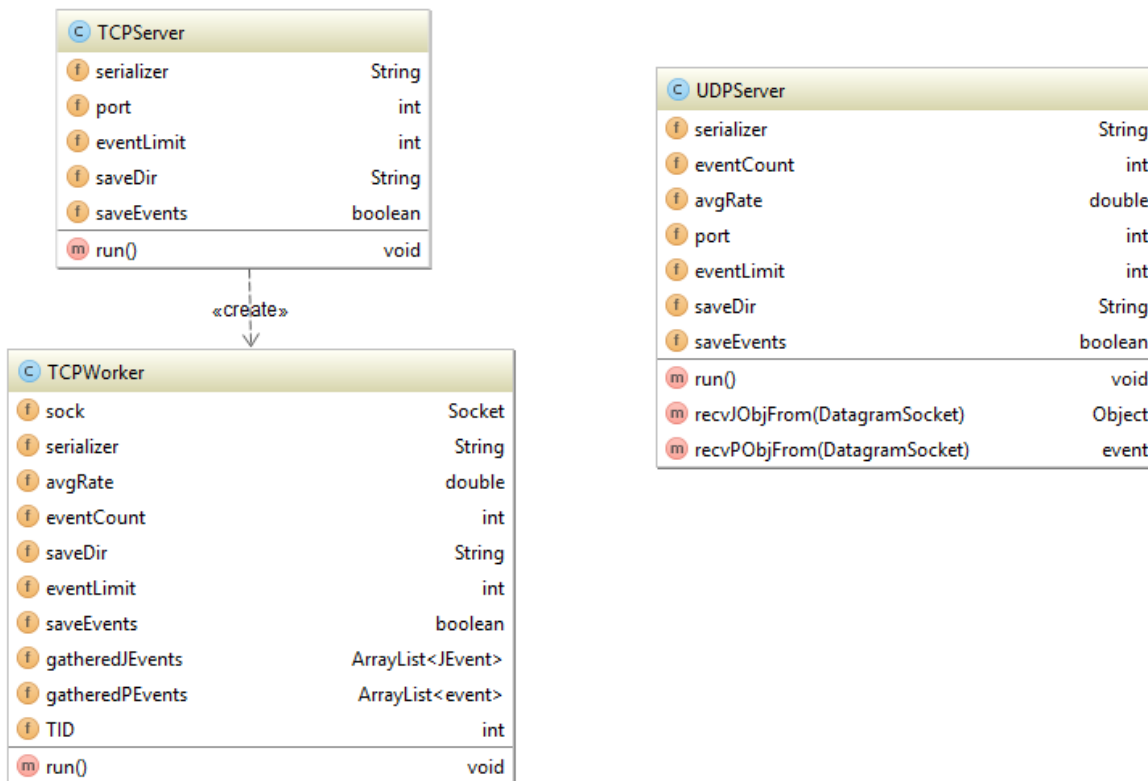 C TCPServer
f serializer String
f port int
f eventLimit int
f saveDir String
f saveEvents boolean
m run() void
«create»
C TCPWorker
f sock Socket
f serializer String
f avgRate double
f eventCount int
f saveDir String
f eventLimit int
f saveEvents boolean
f gatheredJEvents ArrayList<JEvent>
f gatheredPEvents ArrayList<event>
f TID int
m run() void
C UDPServer
f serializer String
f eventCount int
f avgRate double
f port int
f eventLimit int
f saveDir String
f saveEvents boolean
m run() void
m recvJObjFrom(DatagramSocket) Object
m recvPObjFrom(DatagramSocket) event